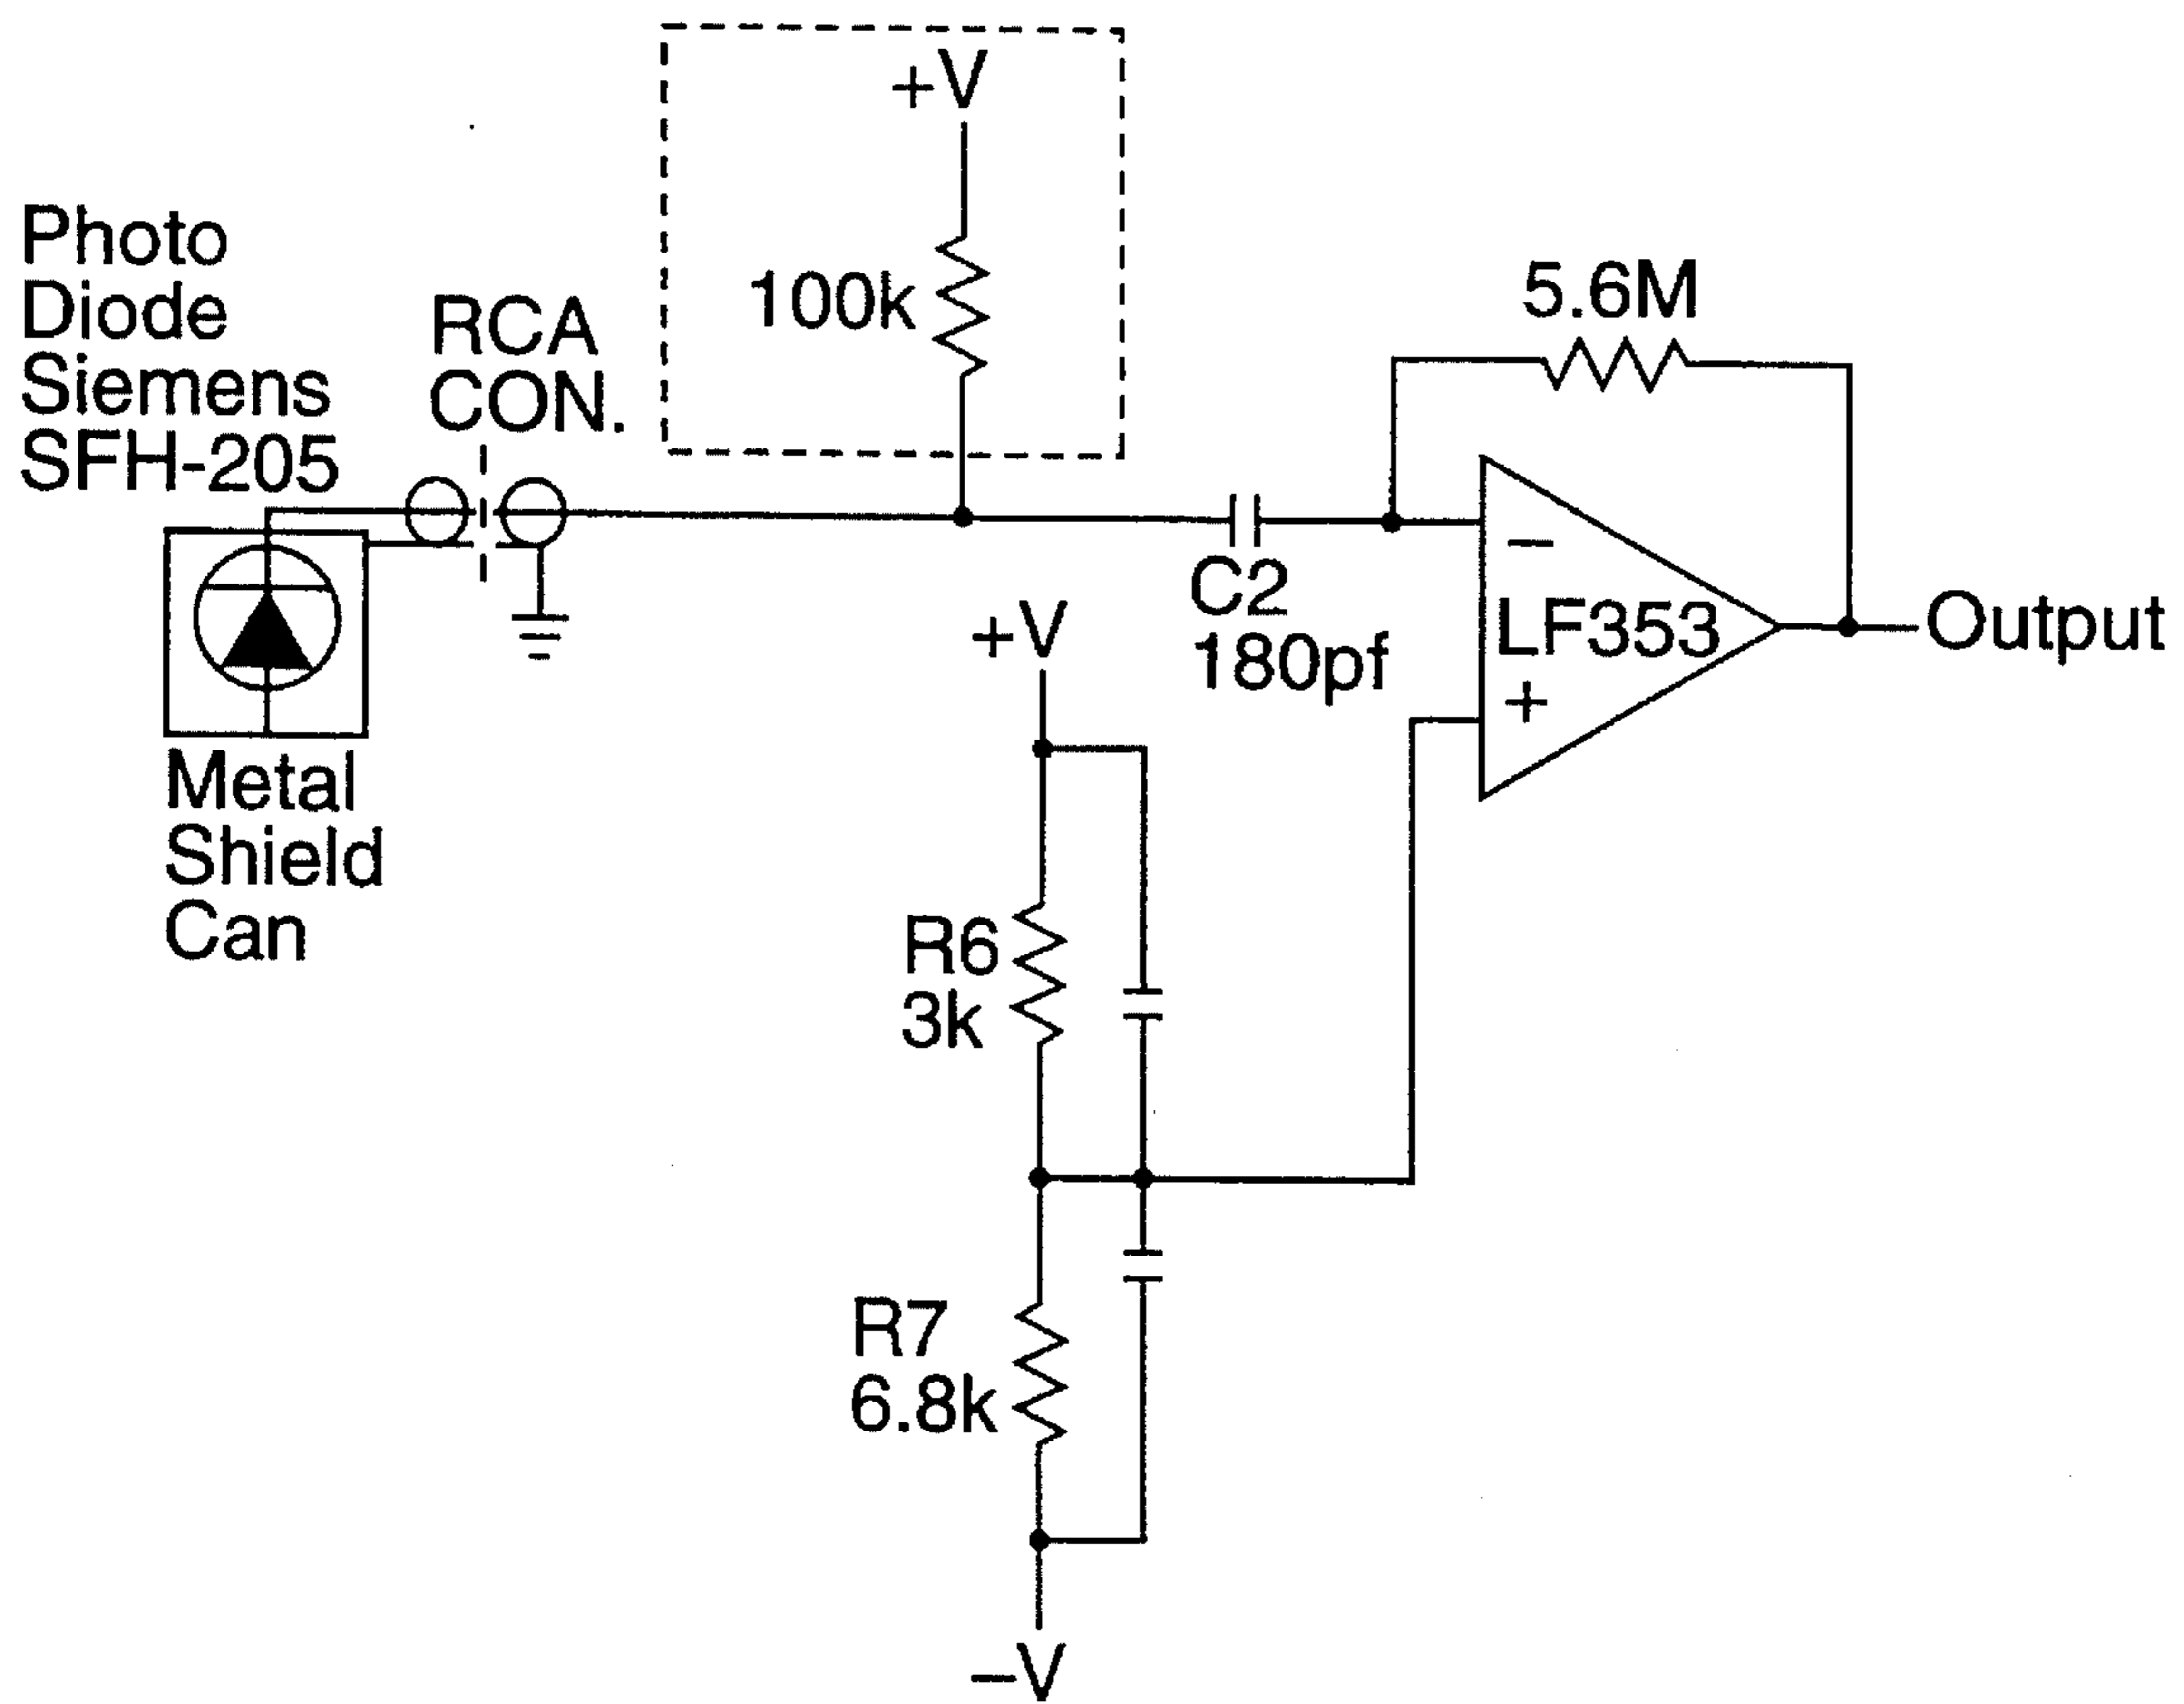 +V
100k
Photo
Diode
Siemens
SFH-205
RCA
CON.
5.6M
C2
180pf
−
LF353
+
Output
Metal
Shield
Can
+V
R6
3k
R7
6.8k
−V